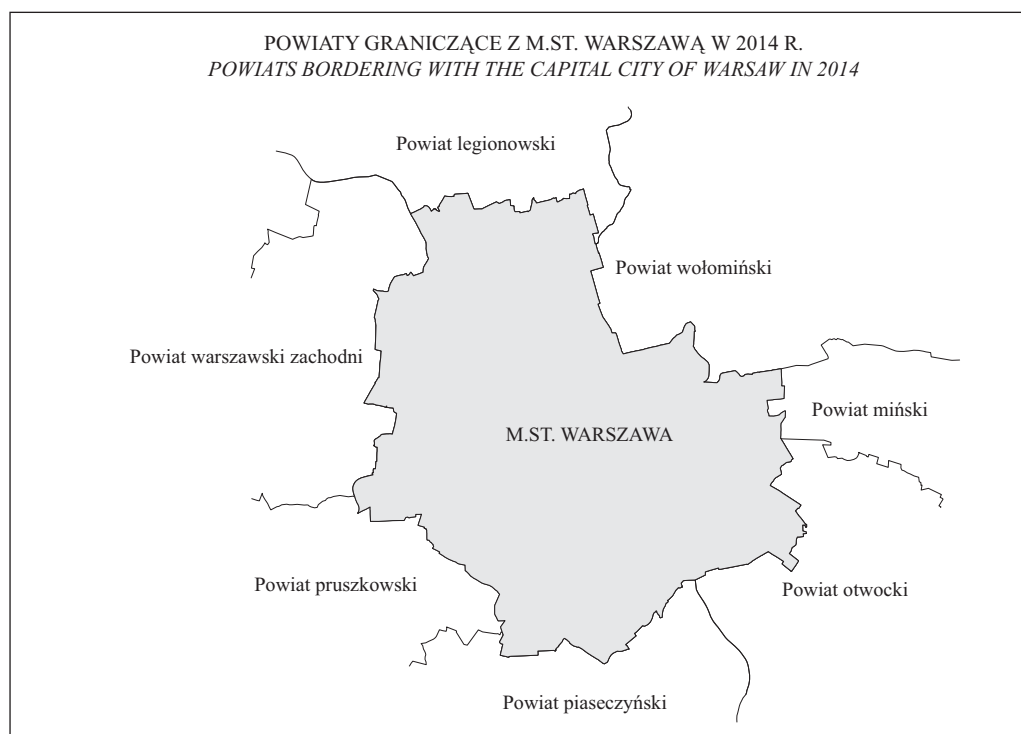 POWIATY GRANICZĄCE Z M.ST. WARSZAWĄ W 2014 R.
POWIATS BORDERING WITH THE CAPITAL CITY OF WARSAW IN 2014
Powiat legionowski
Powiat wołomiński
Powiat warszawski zachodni
Powiat miński
M.ST. WARSZAWA
Powiat pruszkowski
Powiat otwocki
Powiat piaseczyński